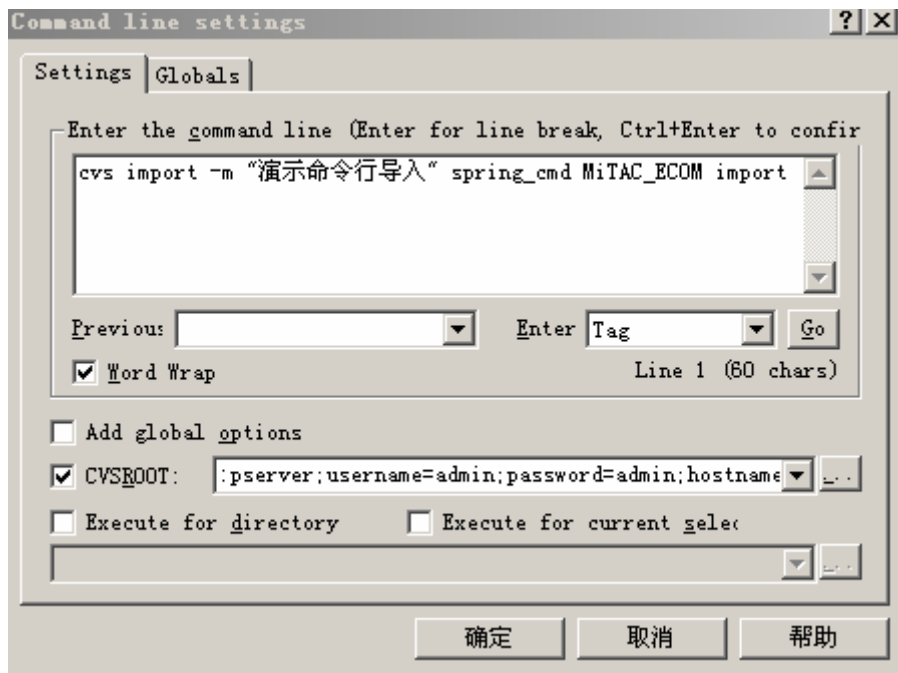 Command line settings
Settings Globals
Enter the command line (Enter for line break, Ctrl+Enter to confir
cvs import -m “演示命令行导入“ spring_cmd MiTAC_ECOM import
Previous Enter Tag Go
Word Wrap Line 1 (60 chars)
Add global options
CVSROOT: :pserver;username=admin;password=admin;hostname ...
Execute for directory Execute for current selec
...
确定 取消 帮助